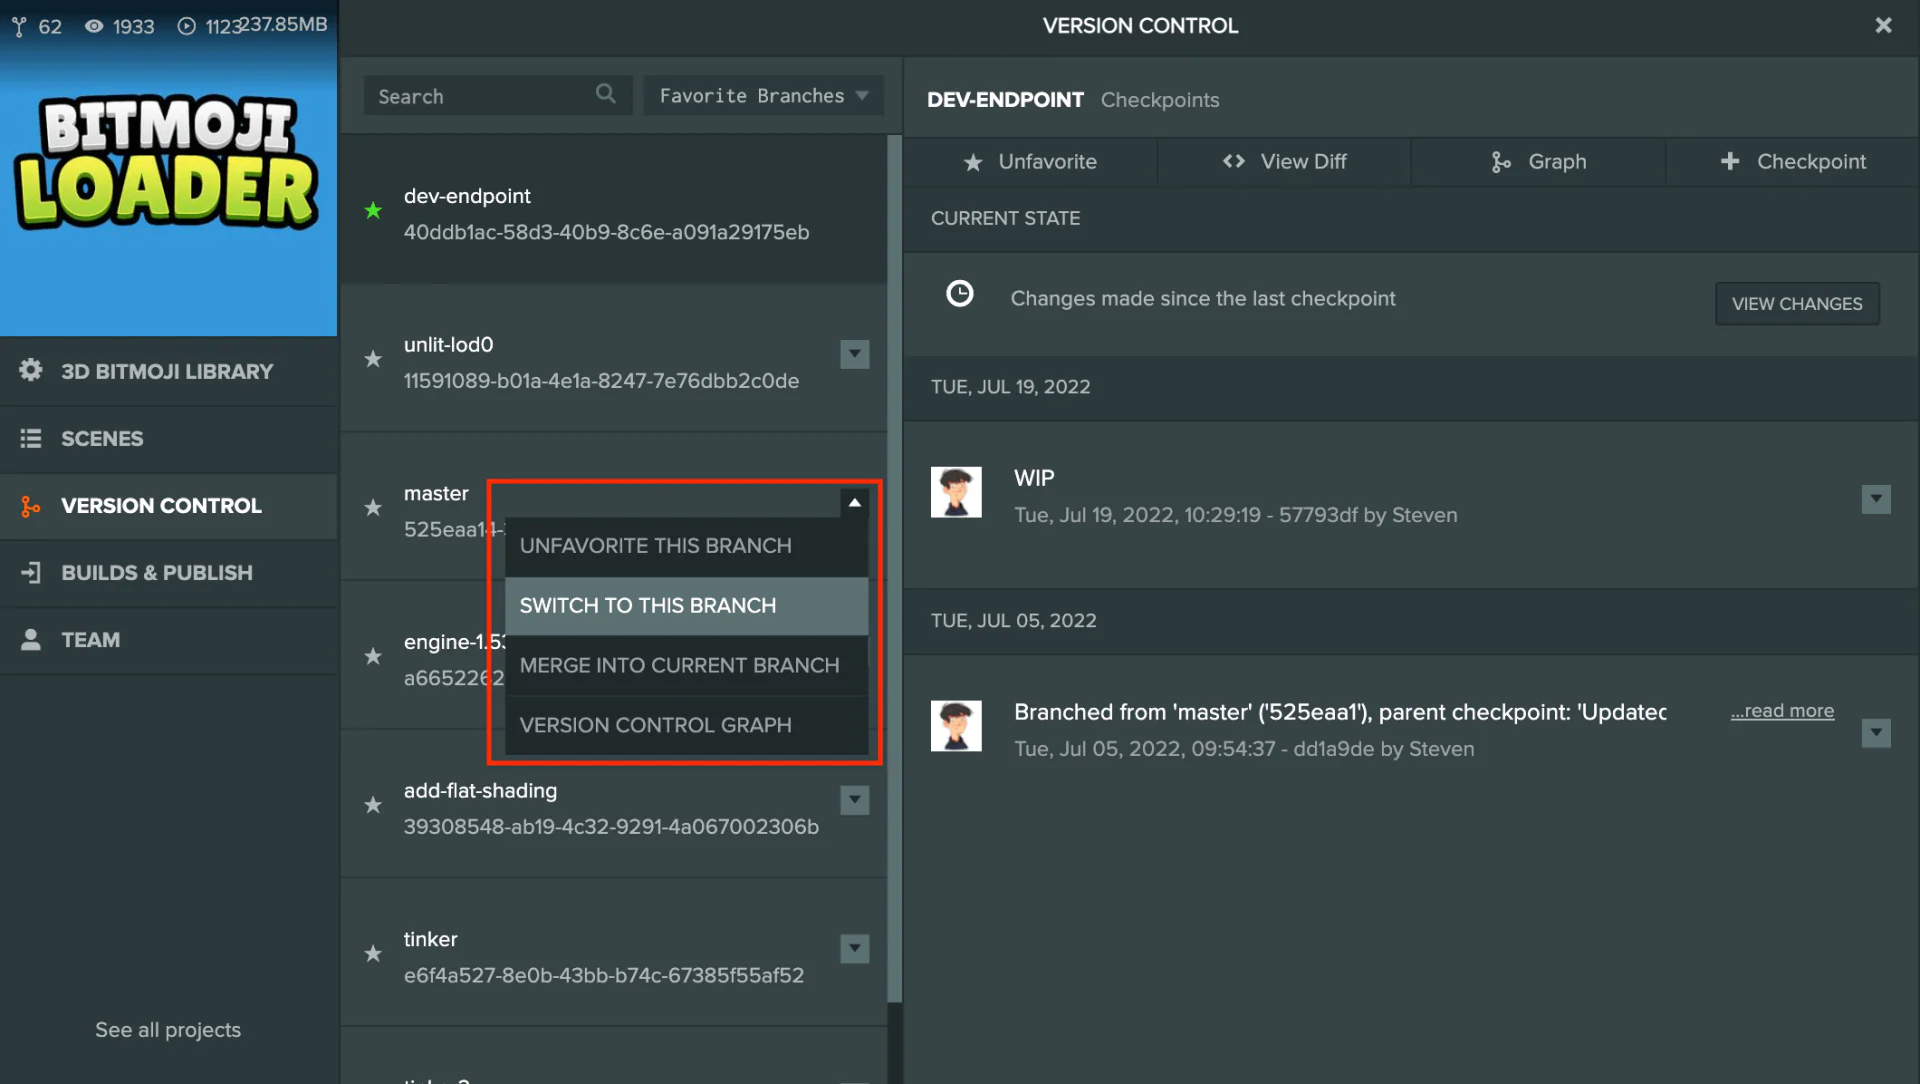 62 1933 1123 237.85MB
BITMOJI
LOADER
3D BITMOJI LIBRARY
SCENES
VERSION CONTROL
BUILDS & PUBLISH
TEAM
See all projects
VERSION CONTROL
Search
Favorite Branches
dev-endpoint
40ddb1ac-58d3-40b9-8c6e-a091a29175eb
unlit-lod0
11591089-b01a-4e1a-8247-7e76dbb2c0de
master
525eaa14-
UNFAVORITE THIS BRANCH
SWITCH TO THIS BRANCH
MERGE INTO CURRENT BRANCH
VERSION CONTROL GRAPH
engine-1.53
a6652262
add-flat-shading
39308548-ab19-4c32-9291-4a067002306b
tinker
e6f4a527-8e0b-43bb-b74c-67385f55af52
DEV-ENDPOINT Checkpoints
Unfavorite
View Diff
Graph
Checkpoint
CURRENT STATE
Changes made since the last checkpoint
VIEW CHANGES
TUE, JUL 19, 2022
WIP
Tue, Jul 19, 2022, 10:29:19 - 57793df by Steven
TUE, JUL 05, 2022
Branched from 'master' ('525eaa1'), parent checkpoint: 'Updated
...read more
Tue, Jul 05, 2022, 09:54:37 - dd1a9de by Steven